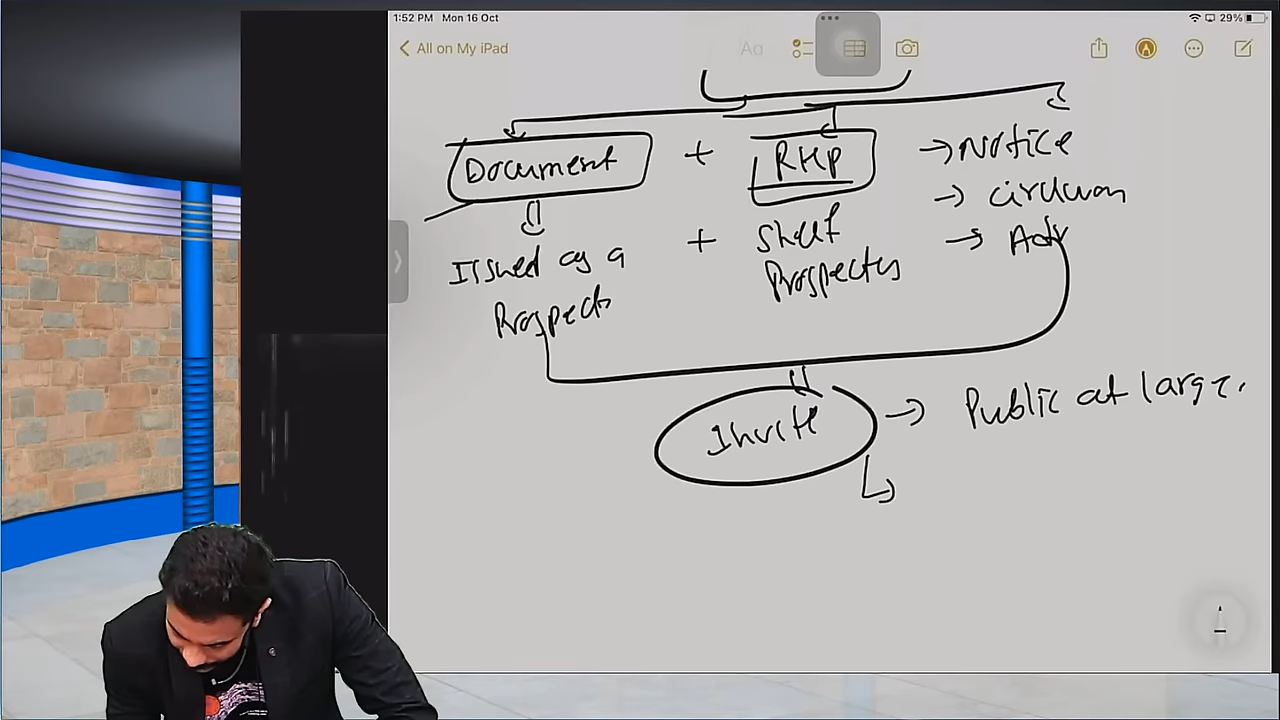 1:52 PM Mon 16 Oct
29%
All on My iPad
Aa
Document + RHP → Notice
→ circular
Issued as a + Shelf → Adv
Prospectus Prospectus
Invite → Public at large.